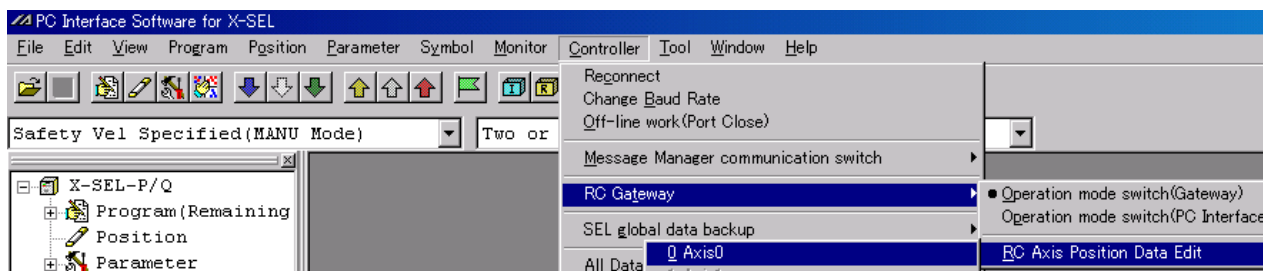 PC Interface Software for X-SEL
File Edit View Program Position Parameter Symbol Monitor Controller Tool Window Help
Reconnect
Change Baud Rate
Off-line work(Port Close)
Safety Vel Specified(MANU Mode) Two or
Message Manager communication switch
X-SEL-P/Q
RC Gateway
Operation mode switch(Gateway)
Program(Remaining
Operation mode switch(PC Interface
Position
SEL global data backup
0 Axis0
RC Axis Position Data Edit
Parameter
All Data